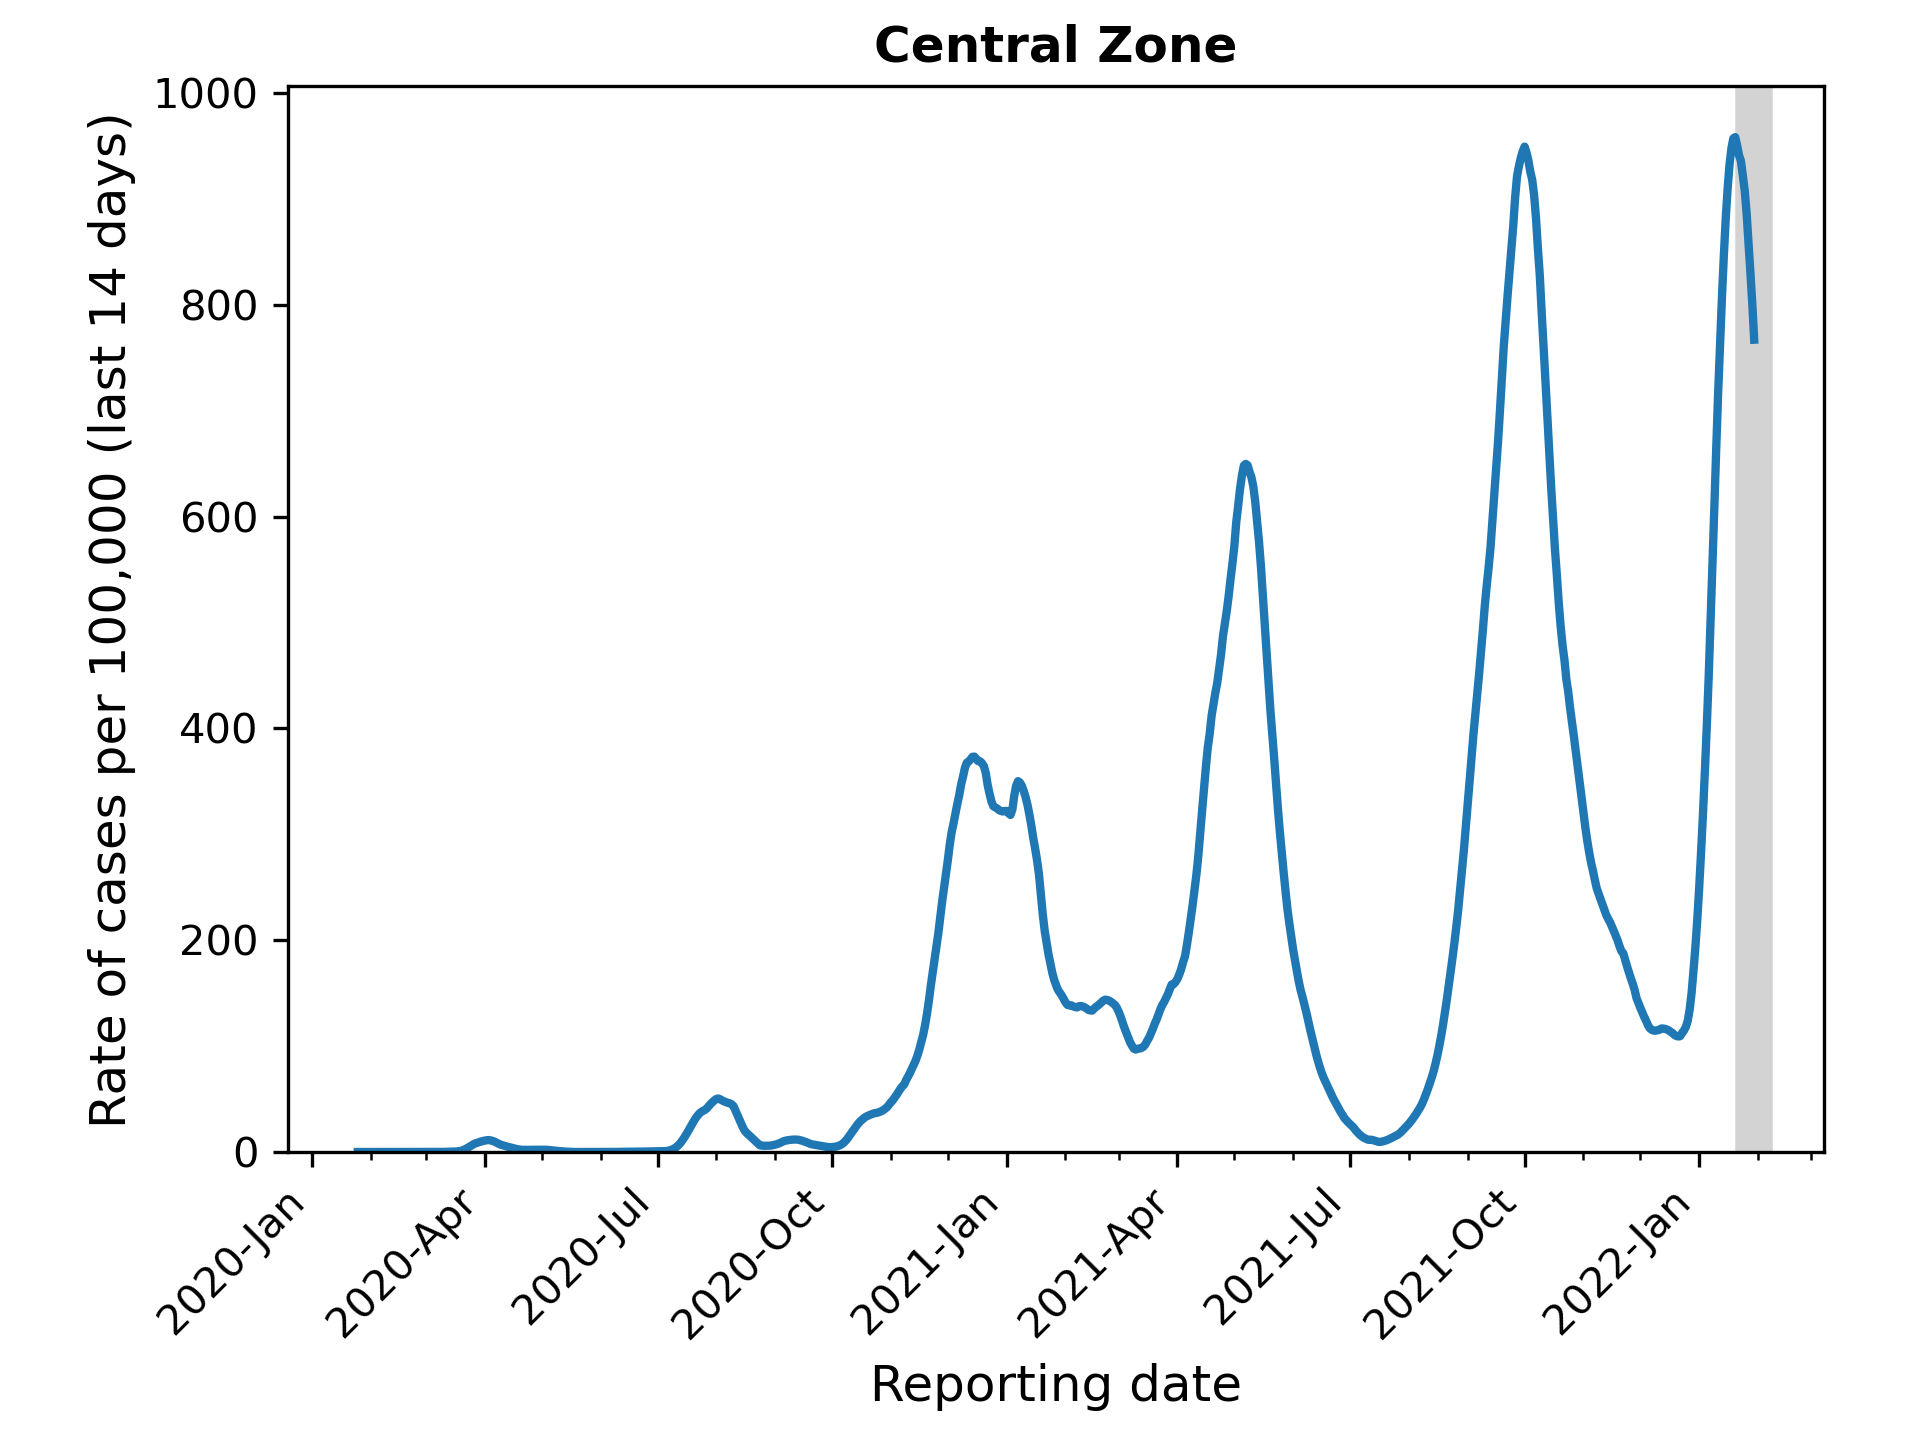 Central Zone
Rate of cases per 100,000 (last 14 days)
1000
800
600
400
200
0
2020-Jan
2020-Apr
2020-Jul
2020-Oct
2021-Jan
2021-Apr
2021-Jul
2021-Oct
2022-Jan
Reporting date